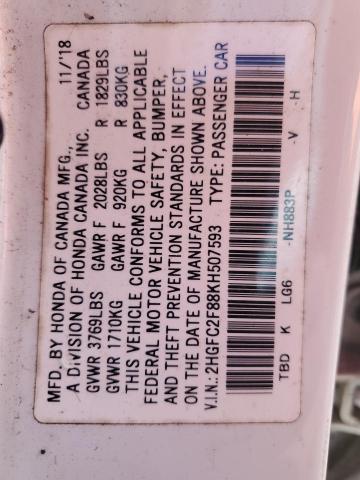 MFD. BY HONDA OF CANADA MFG., 11/18
A DIVISION OF HONDA CANADA INC. CANADA
GVWR 3769LBS GAWR F 2028LBS R 1829LBS
GVWR 1710KG GAWR F 920KG R 830KG
THIS VEHICLE CONFORMS TO ALL APPLICABLE
FEDERAL MOTOR VEHICLE SAFETY, BUMPER,
AND THEFT PREVENTION STANDARDS IN EFFECT
ON THE DATE OF MANUFACTURE SHOWN ABOVE.
V.I.N.: 2HGFC2F88KH507593 TYPE: PASSENGER CAR
TBD K LG6 -NH883P -V -H